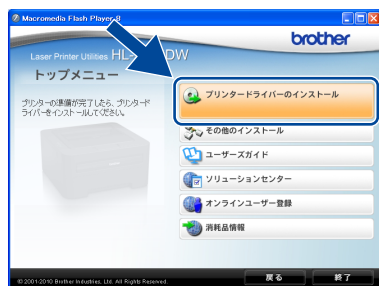 Macromedia Flash Player 8
brother
Laser Printer Utilities HL- DW
トップメニュー
プリンターの準備が完了したら、プリンタード
ライバーをインストールしてください。
プリンタードライバーのインストール
その他のインストール
ユーザーズガイド
ソリューションセンター
オンラインユーザー登録
消耗品情報
© 2001-2010 Brother Industries, Ltd. All Rights Reserved.
戻る
終了